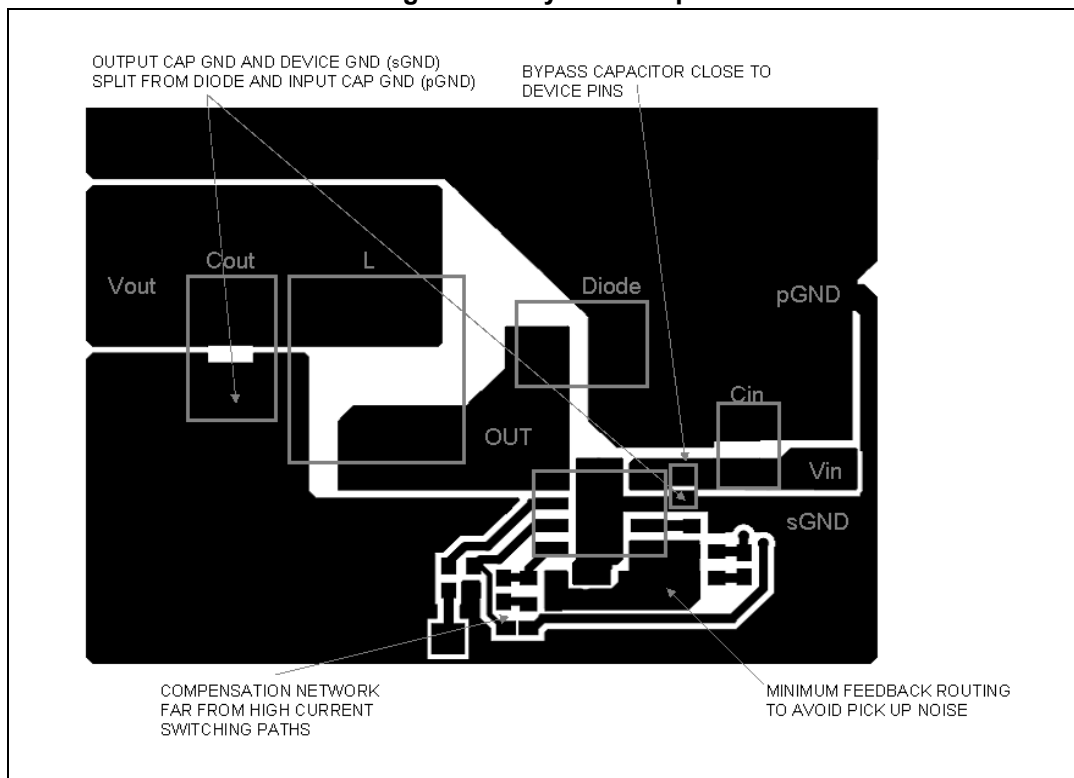 OUTPUT CAP GND AND DEVICE GND (sGND)
SPLIT FROM DIODE AND INPUT CAP GND (pGND)
BYPASS CAPACITOR CLOSE TO
DEVICE PINS
Cout
L
Vout
Diode
pGND
Cin
OUT
Vin
sGND
COMPENSATION NETWORK
FAR FROM HIGH CURRENT
SWITCHING PATHS
MINIMUM FEEDBACK ROUTING
TO AVOID PICK UP NOISE